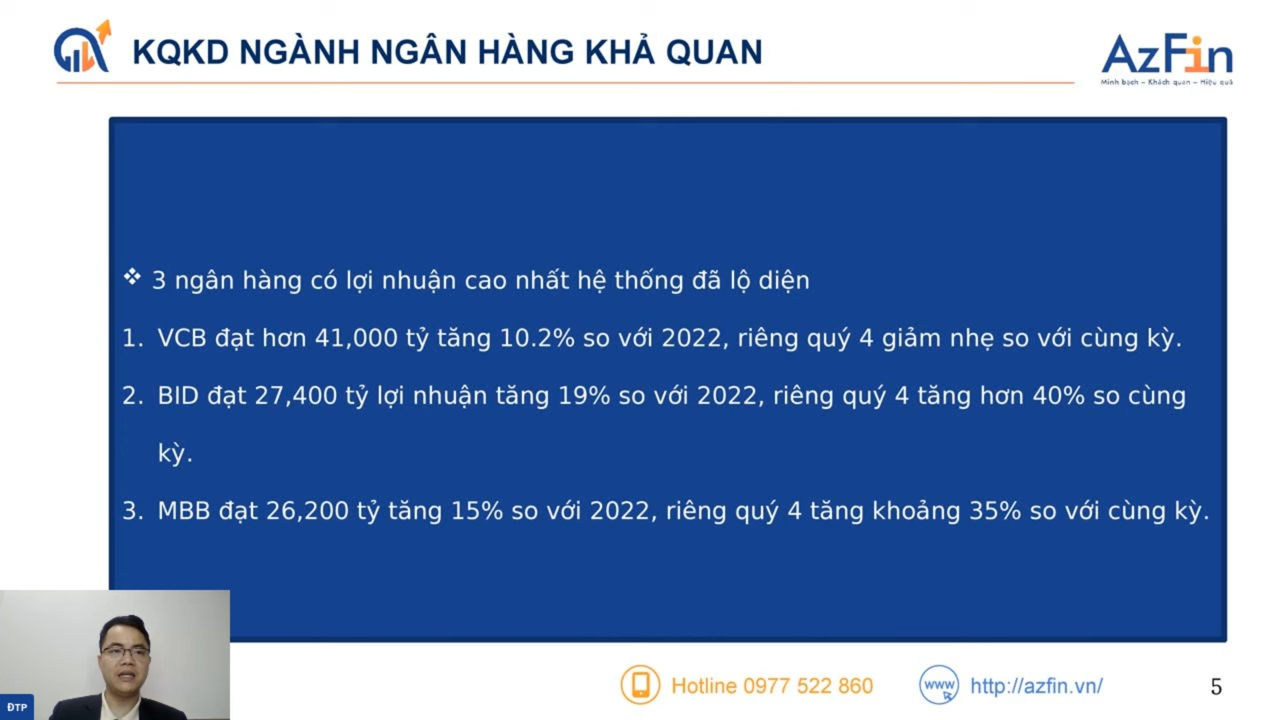 KQKD NGÀNH NGÂN HÀNG KHẢ QUAN
AzFin
Minh bạch – Khách quan – Hiệu quả
❖ 3 ngân hàng có lợi nhuận cao nhất hệ thống đã lộ diện
1. VCB đạt hơn 41,000 tỷ tăng 10.2% so với 2022, riêng quý 4 giảm nhẹ so với cùng kỳ.
2. BID đạt 27,400 tỷ lợi nhuận tăng 19% so với 2022, riêng quý 4 tăng hơn 40% so cùng
kỳ.
3. MBB đạt 26,200 tỷ tăng 15% so với 2022, riêng quý 4 tăng khoảng 35% so với cùng kỳ.
ĐTP
Hotline 0977 522 860
www
http://azfin.vn/
5